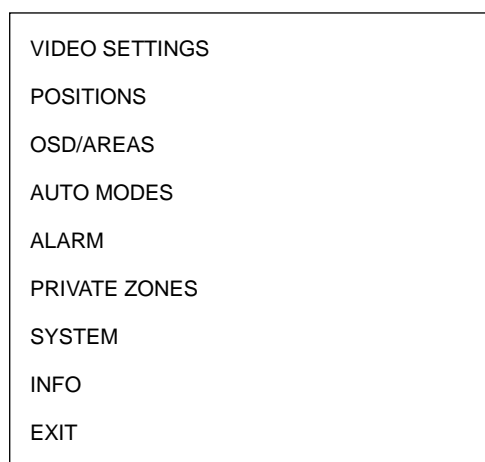 VIDEO SETTINGS
POSITIONS
OSD/AREAS
AUTO MODES
ALARM
PRIVATE ZONES
SYSTEM
INFO
EXIT